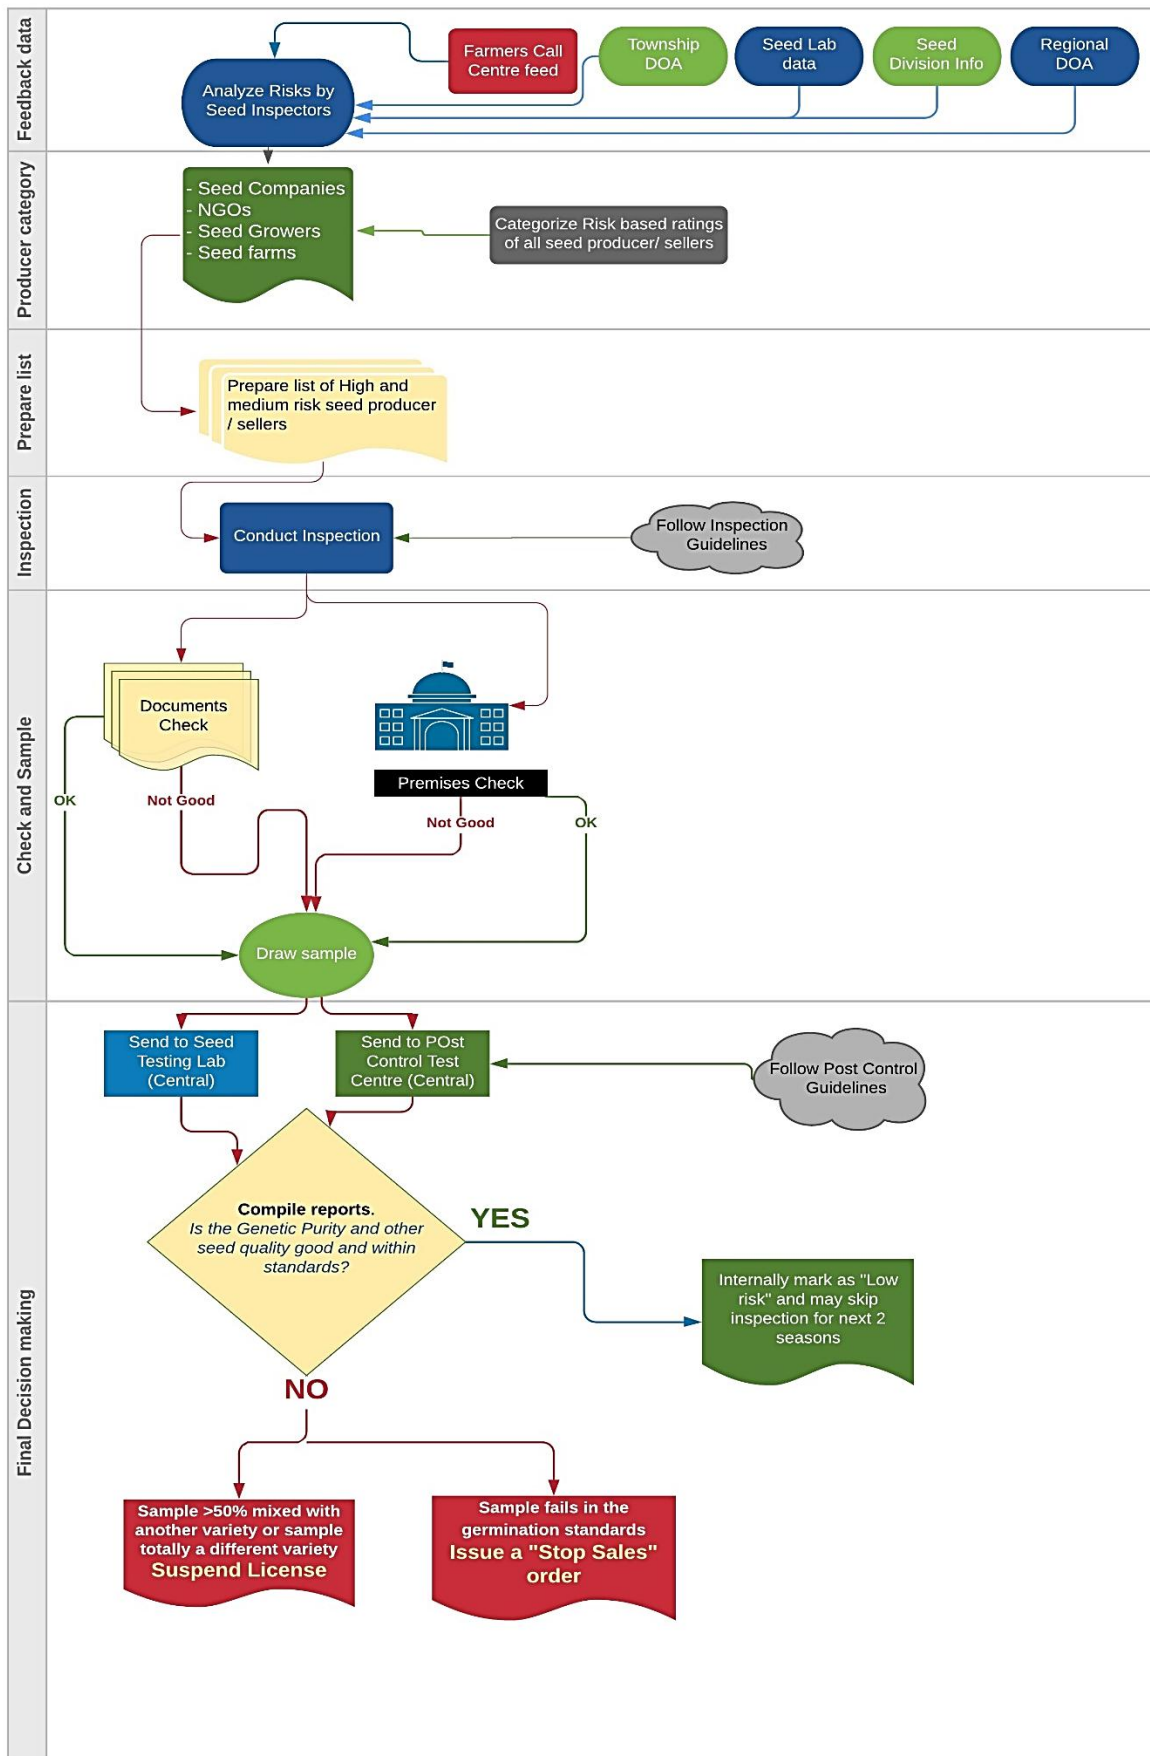 Feedback data
Farmers Call
Centre feed
Township
DOA
Seed Lab
data
Seed
Division Info
Regional
DOA
Analyze Risks by
Seed Inspectors
Producer category
- Seed Companies
- NGOs
- Seed Growers
- Seed farms
Categorize Risk based ratings
of all seed producer/ sellers
Prepare list
Prepare list of High and
medium risk seed producer
/ sellers
Inspection
Conduct Inspection
Follow Inspection
Guidelines
Check and Sample
Documents
Check
Premises Check
OK
Not Good
Not Good
OK
Draw sample
Final Decision making
Send to Seed
Testing Lab
(Central)
Send to POst
Control Test
Centre (Central)
Follow Post Control
Guidelines
Compile reports.
Is the Genetic Purity and other
seed quality good and within
standards?
YES
Internally mark as "Low
risk" and may skip
inspection for next 2
seasons
NO
Sample >50% mixed with
another variety or sample
totally a different variety
Suspend License
Sample fails in the
germination standards
Issue a "Stop Sales"
order